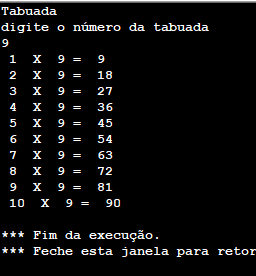 Tabuada
digite o número da tabuada
9
1 X 9 = 9
2 X 9 = 18
3 X 9 = 27
4 X 9 = 36
5 X 9 = 45
6 X 9 = 54
7 X 9 = 63
8 X 9 = 72
9 X 9 = 81
10 X 9 = 90
*** Fim da execução.
*** Feche esta janela para retor